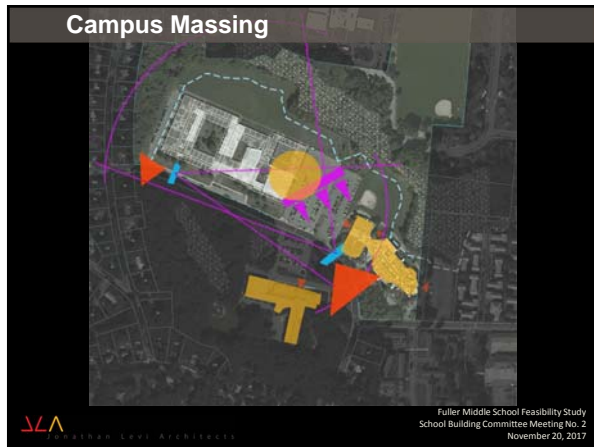 Campus Massing
Fuller Middle School Feasibility Study
School Building Committee Meeting No. 2
November 20, 2017
JLA
Jonathan Levi Architects